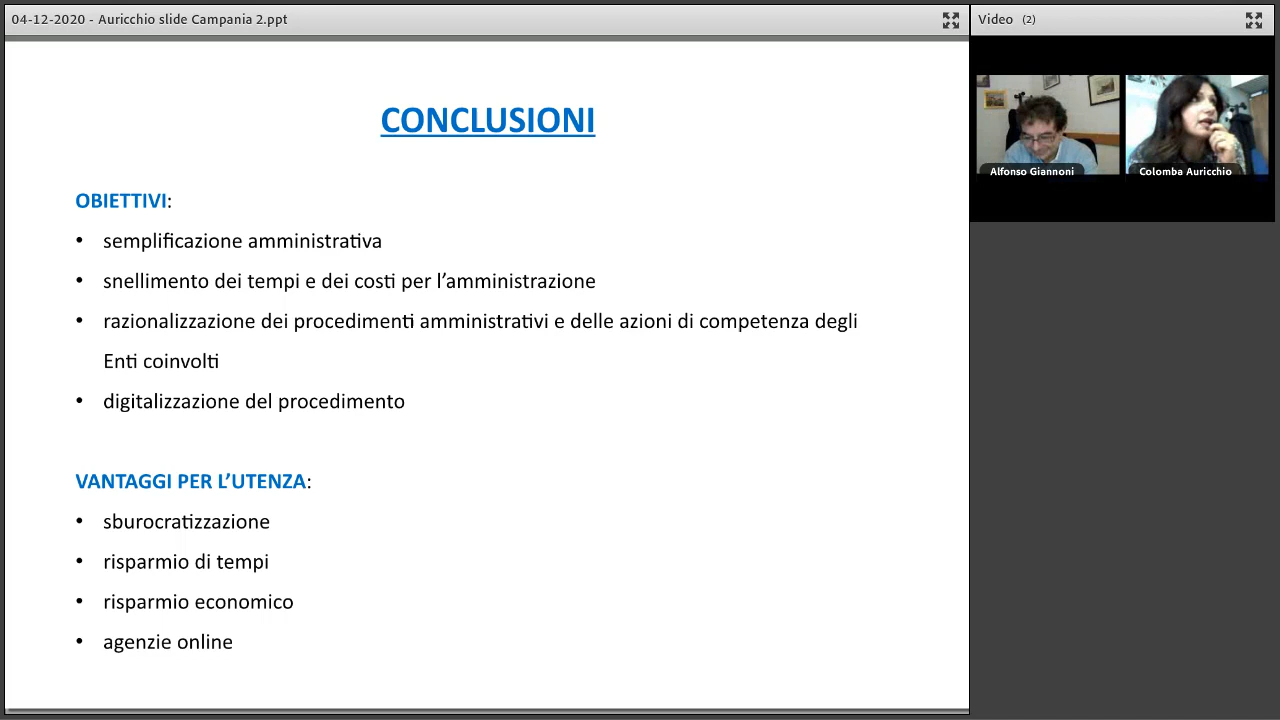 04-12-2020 - Auricchio slide Campania 2.ppt
Video (2)
Alfonso Giannoni
Colomba Auricchio
CONCLUSIONI
OBIETTIVI:
• semplificazione amministrativa
• snellimento dei tempi e dei costi per l’amministrazione
• razionalizzazione dei procedimenti amministrativi e delle azioni di competenza degli
Enti coinvolti
• digitalizzazione del procedimento
VANTAGGI PER L’UTENZA:
• sburocratizzazione
• risparmio di tempi
• risparmio economico
• agenzie online